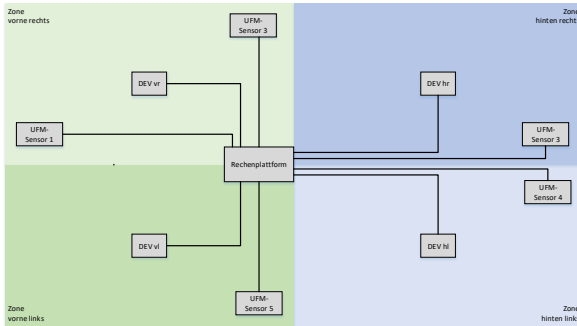 Zone
vorne rechts
UFM-
Sensor 3
Zone
hinten rechts
DEV vr
DEV hr
UFM-
Sensor 1
UFM-
Sensor 3
Rechenplattform
UFM-
Sensor 4
DEV vl
DEV hl
UFM-
Sensor 5
Zone
vorne links
Zone
hinten links